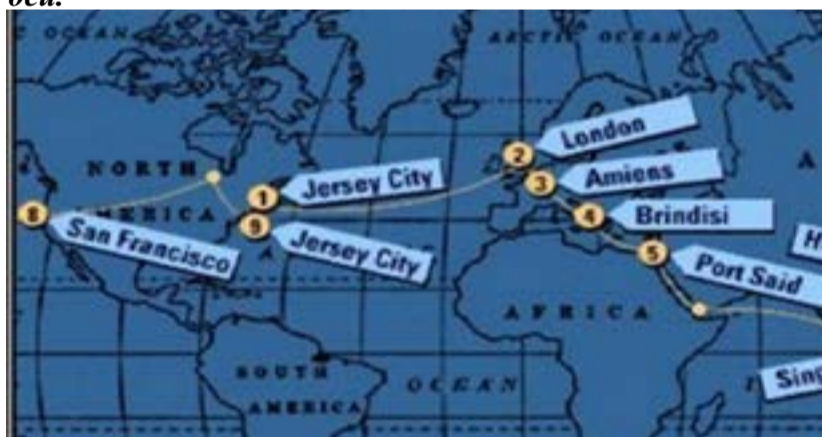 C OCEAN
ARCTIC OCEAN
2
London
NORTH
1
Jersey City
3
Amiens
8
AMERICA
9
4
Brindisi
San Francisco
Jersey City
5
Port Said
H
A
AFRICA
SOUTH
AMERICA
OCEAN
I
Sing